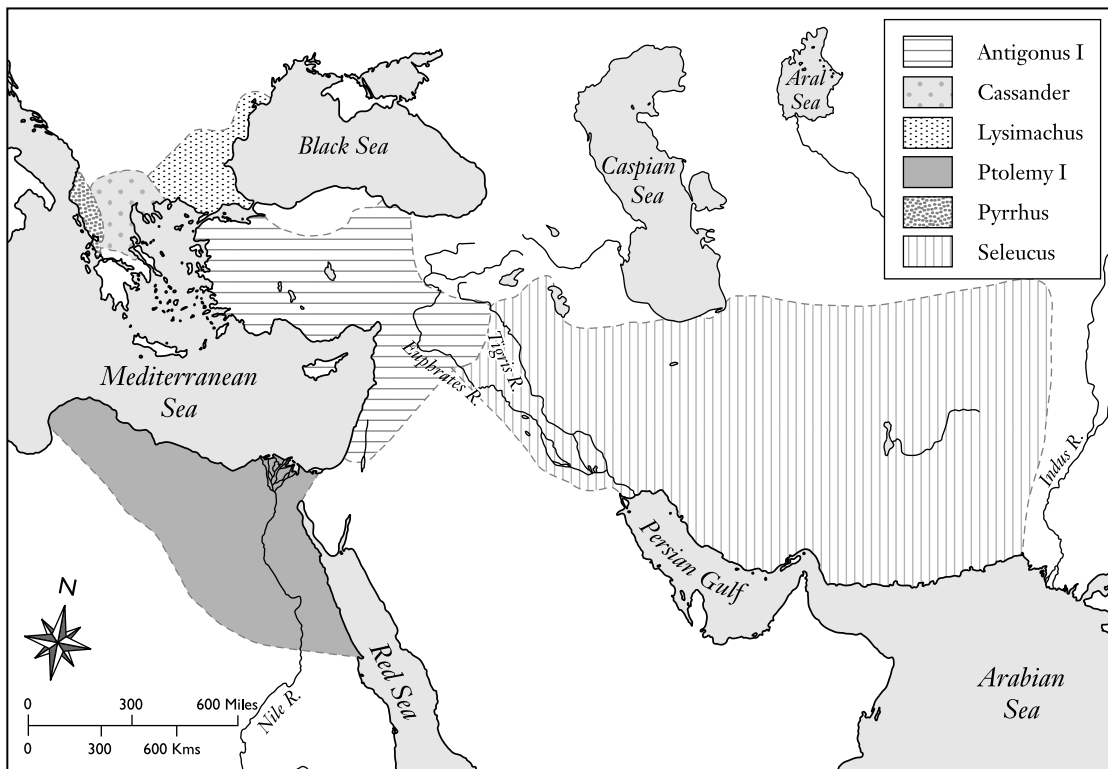 Antigonus I
Cassander
Lysimachus
Ptolemy I
Pyrrhus
Seleucus
Black Sea
Caspian
Sea
Aral
Sea
Mediterranean
Sea
Euphrates R.
Tigris R.
Indus R.
Persian Gulf
Red Sea
Nile R.
Arabian
Sea
N
0 300 600 Miles
0 300 600 Kms